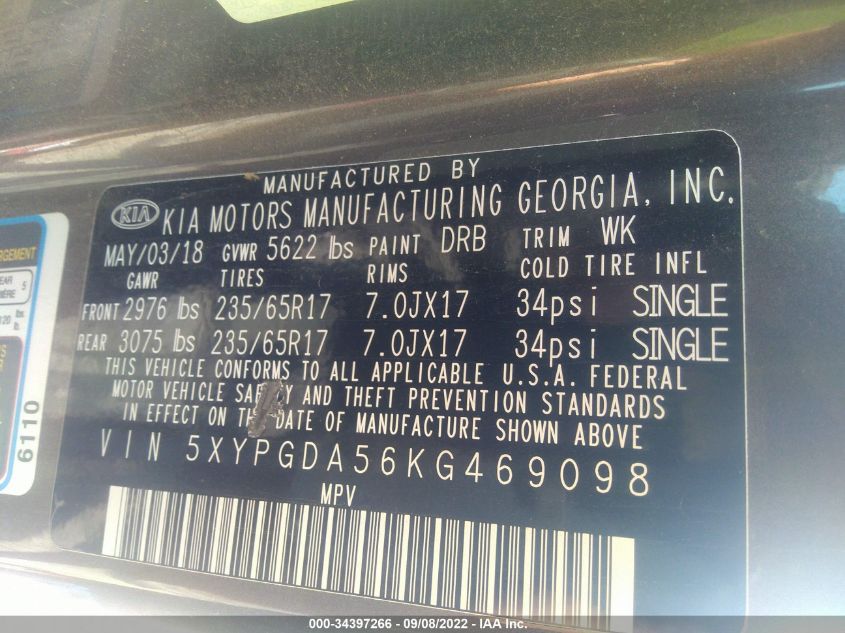 MANUFACTURED BY
KIA KIA MOTORS MANUFACTURING GEORGIA, INC.
MAY/03/18 GVWR 5622 lbs PAINT DRB TRIM WK
GAWR TIRES RIMS COLD TIRE INFL
FRONT 2976 lbs 235/65R17 7.0JX17 34psi SINGLE
REAR 3075 lbs 235/65R17 7.0JX17 34psi SINGLE
THIS VEHICLE CONFORMS TO ALL APPLICABLE U.S.A. FEDERAL
MOTOR VEHICLE SAFETY AND THEFT PREVENTION STANDARDS
IN EFFECT ON THE DATE OF MANUFACTURE SHOWN ABOVE
VIN 5XYPGDA56KG469098
MPV
6110
000-34397266 - 09/08/2022 - IAA Inc.